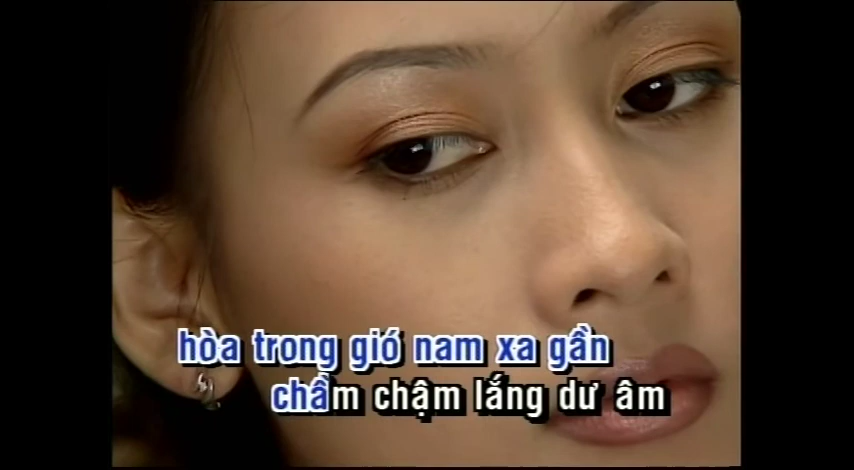 hòa trong gió nam xa gần
chầm chậm lắng dư âm